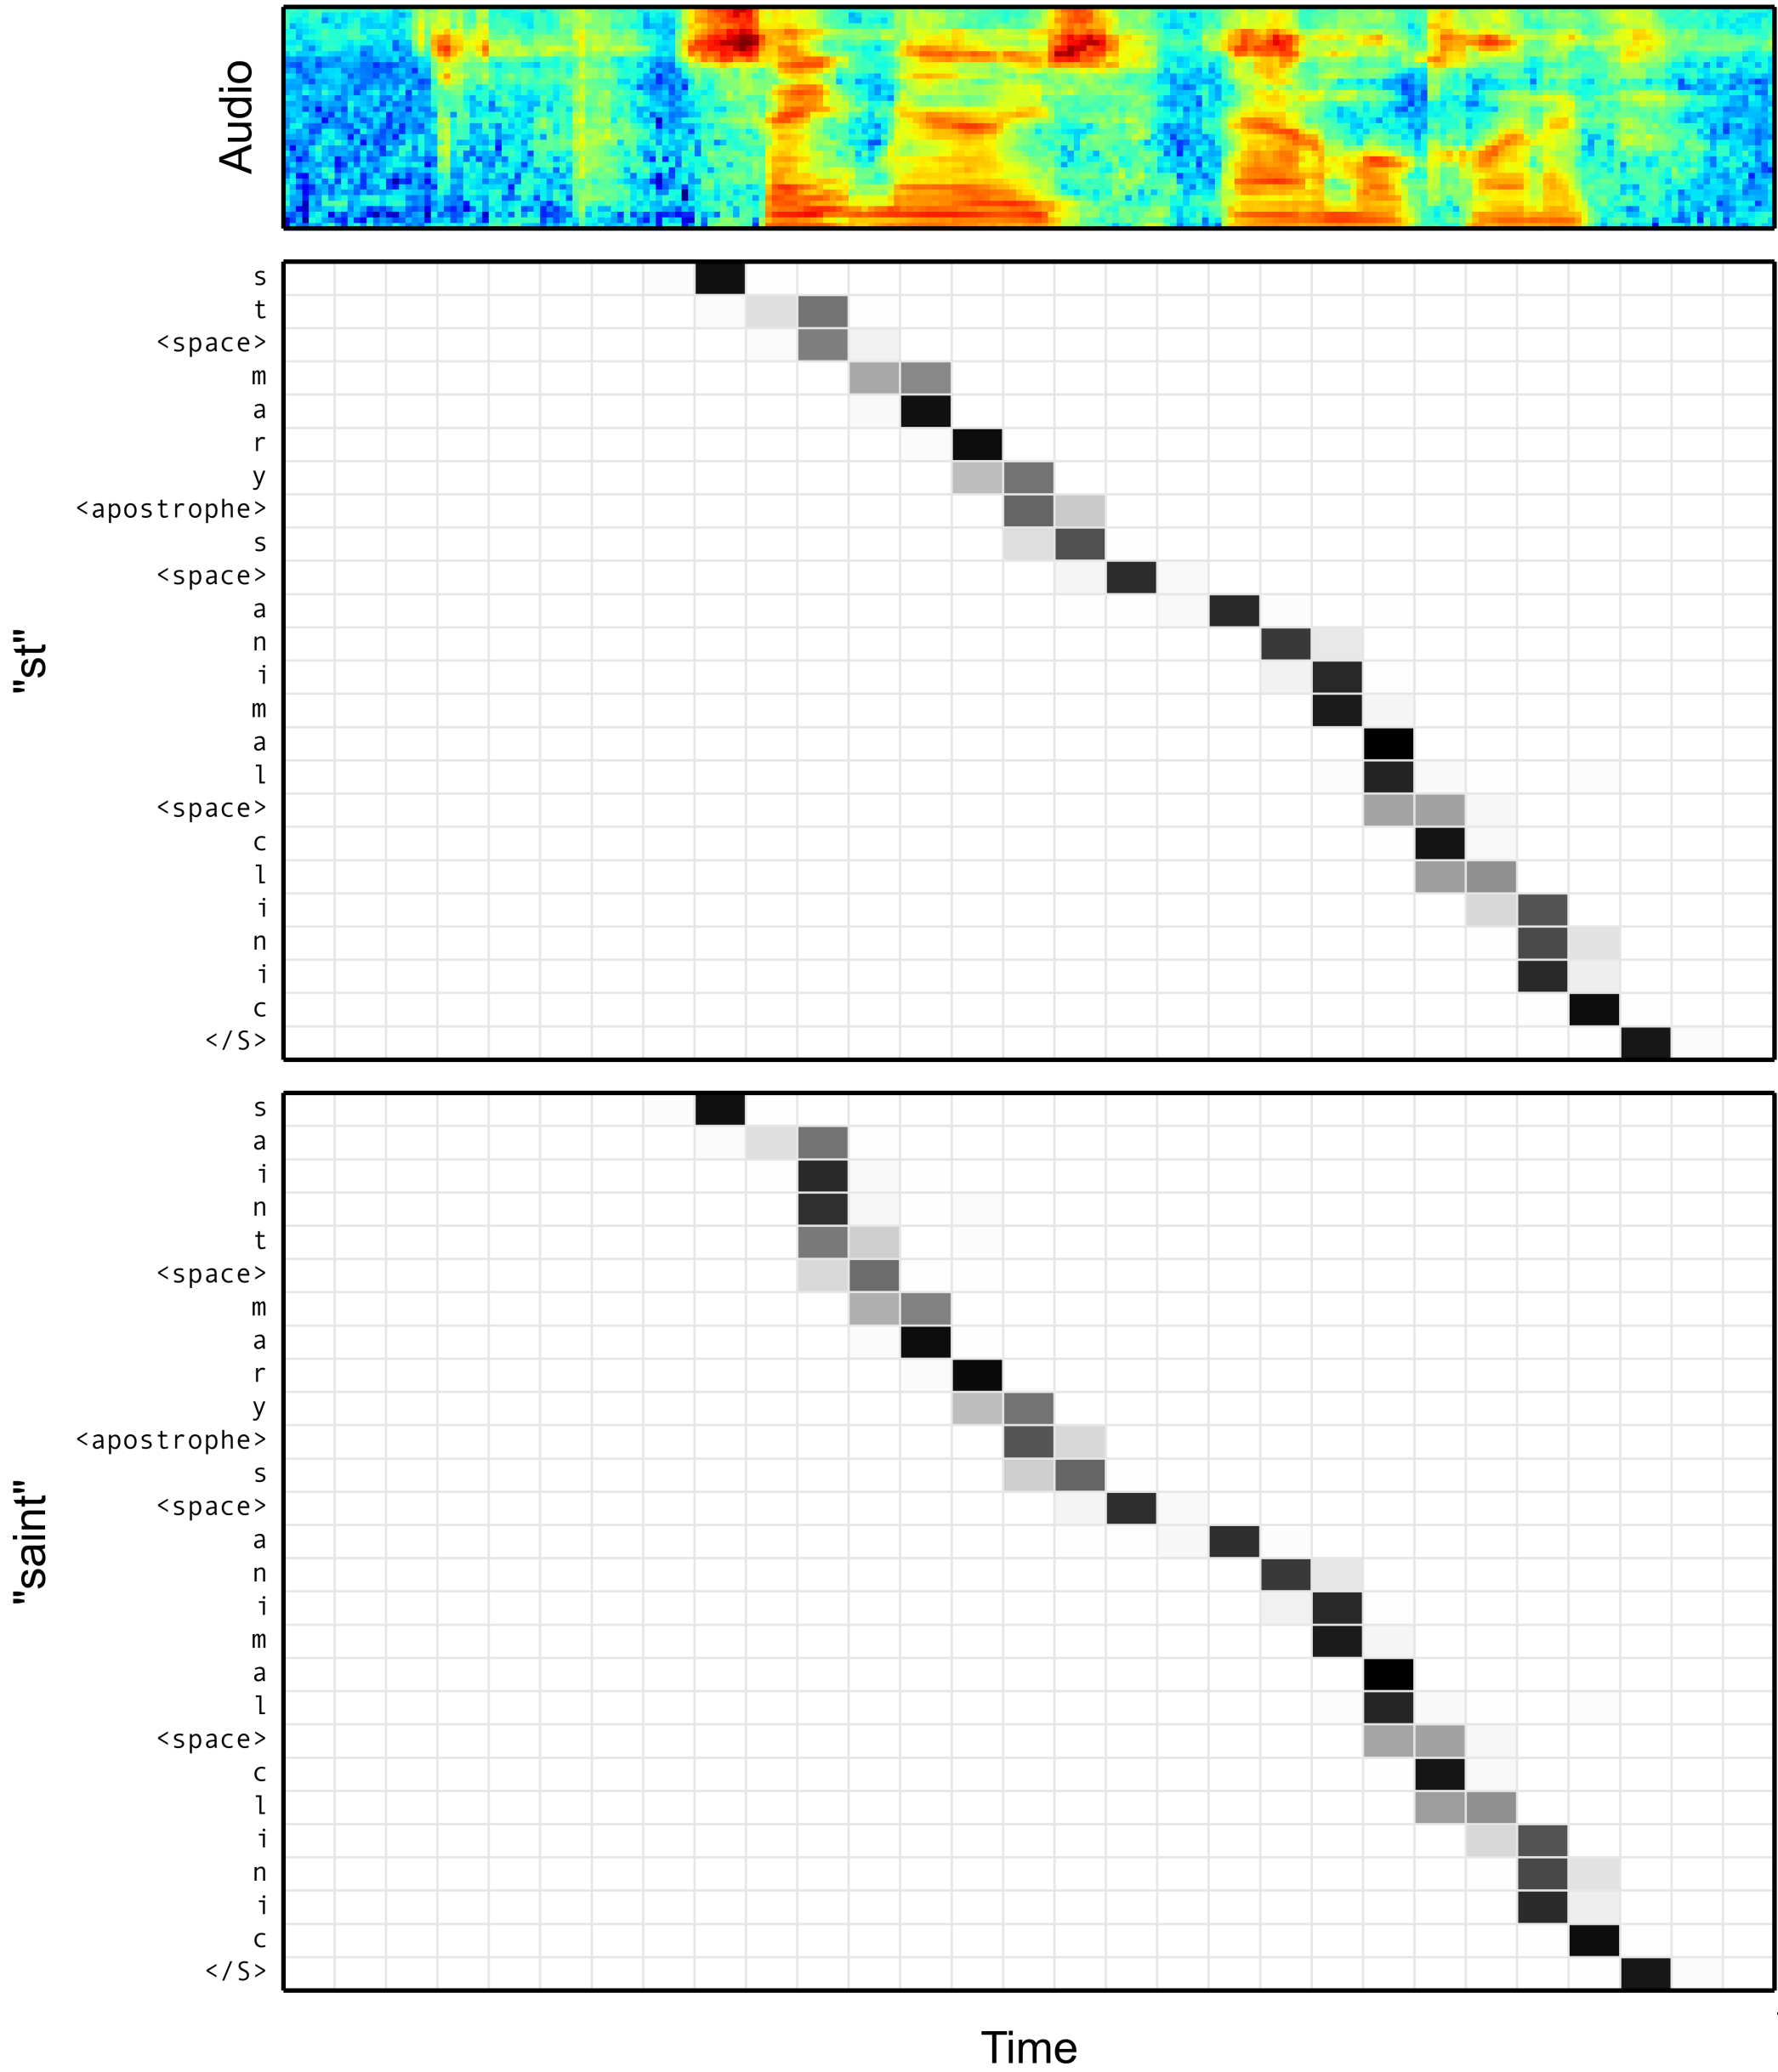 Audio
"st"
s
t
<space>
m
a
r
y
<apostrophe>
s
<space>
a
n
i
m
a
l
<space>
c
l
i
n
i
c
</S>
"saint"
s
a
i
n
t
<space>
m
a
r
y
<apostrophe>
s
<space>
a
n
i
m
a
l
<space>
c
l
i
n
i
c
</S>
Time